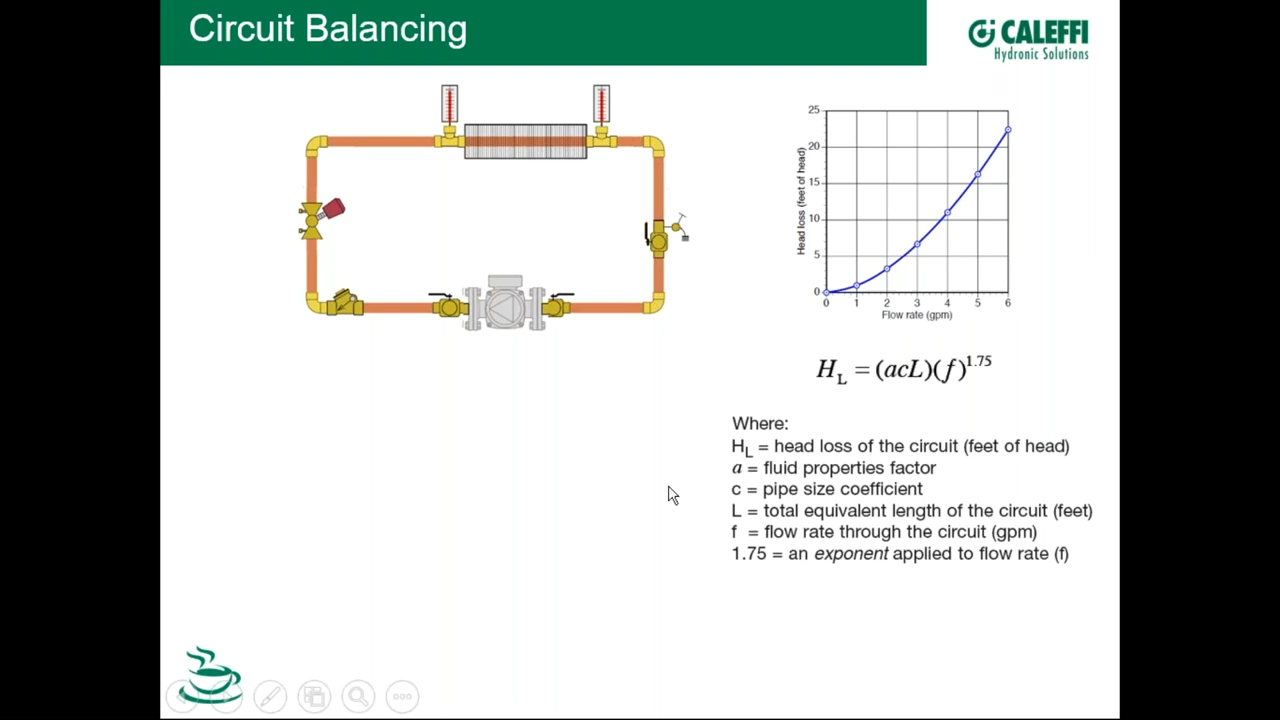 Circuit Balancing
CALEFFI
Hydronic Solutions
25
20
15
10
5
0
Head loss (feet of head)
0 1 2 3 4 5 6
Flow rate (gpm)
H_L = (acL)(f)^1.75
Where:
H_L = head loss of the circuit (feet of head)
a = fluid properties factor
c = pipe size coefficient
L = total equivalent length of the circuit (feet)
f = flow rate through the circuit (gpm)
1.75 = an exponent applied to flow rate (f)